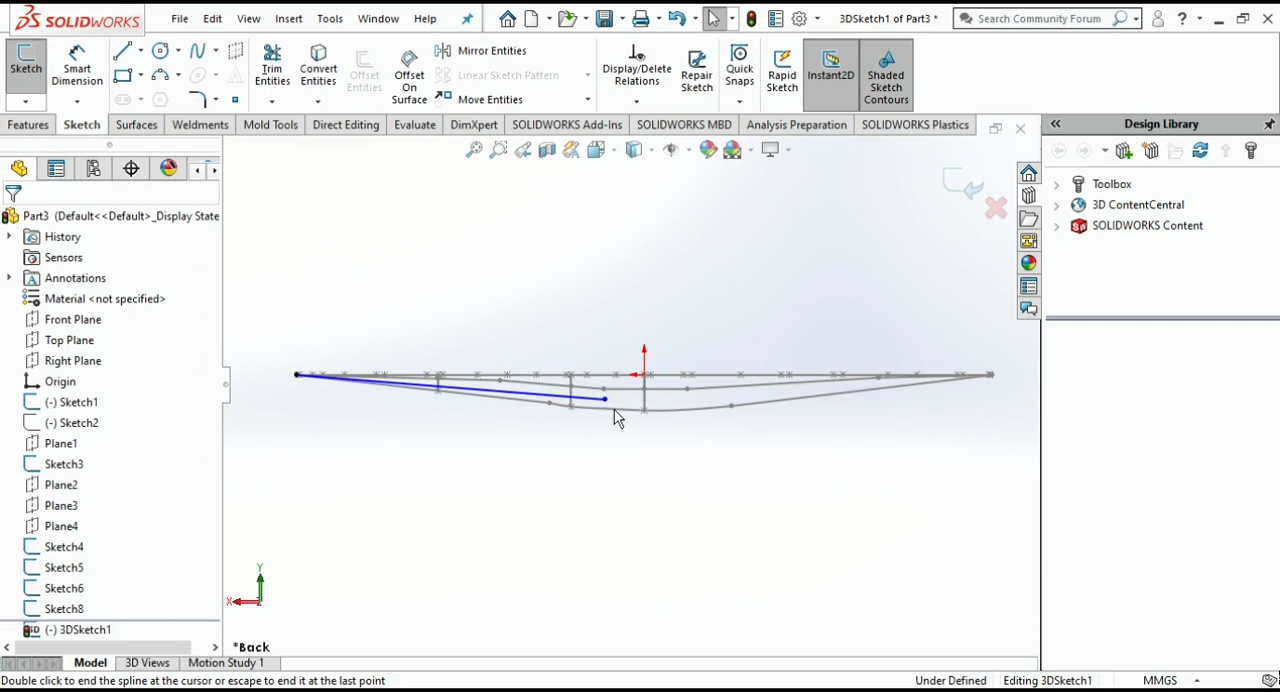 SOLIDWORKS File Edit View Insert Tools Window Help 3DSketch1 of Part3 * Search Community Forum ?
Sketch Smart Dimension Trim Entities Convert Entities Offset Entities Offset On Surface Mirror Entities Linear Sketch Pattern Move Entities Display/Delete Relations Repair Sketch Quick Snaps Rapid Sketch Instant2D Shaded Sketch Contours
Features Sketch Surfaces Weldments Mold Tools Direct Editing Evaluate DimXpert SOLIDWORKS Add-Ins SOLIDWORKS MBD Analysis Preparation SOLIDWORKS Plastics Design Library
Part3 (Default<<Default>_Display State
History
Sensors
Annotations
Material <not specified>
Front Plane
Top Plane
Right Plane
Origin
(-) Sketch1
(-) Sketch2
Plane1
Sketch3
Plane2
Plane3
Plane4
Sketch4
Sketch5
Sketch6
Sketch8
(-) 3DSketch1
Toolbox
3D ContentCentral
SOLIDWORKS Content
Y
X
*Back
Model 3D Views Motion Study 1
Double click to end the spline at the cursor or escape to end it at the last point Under Defined Editing 3DSketch1 MMGS